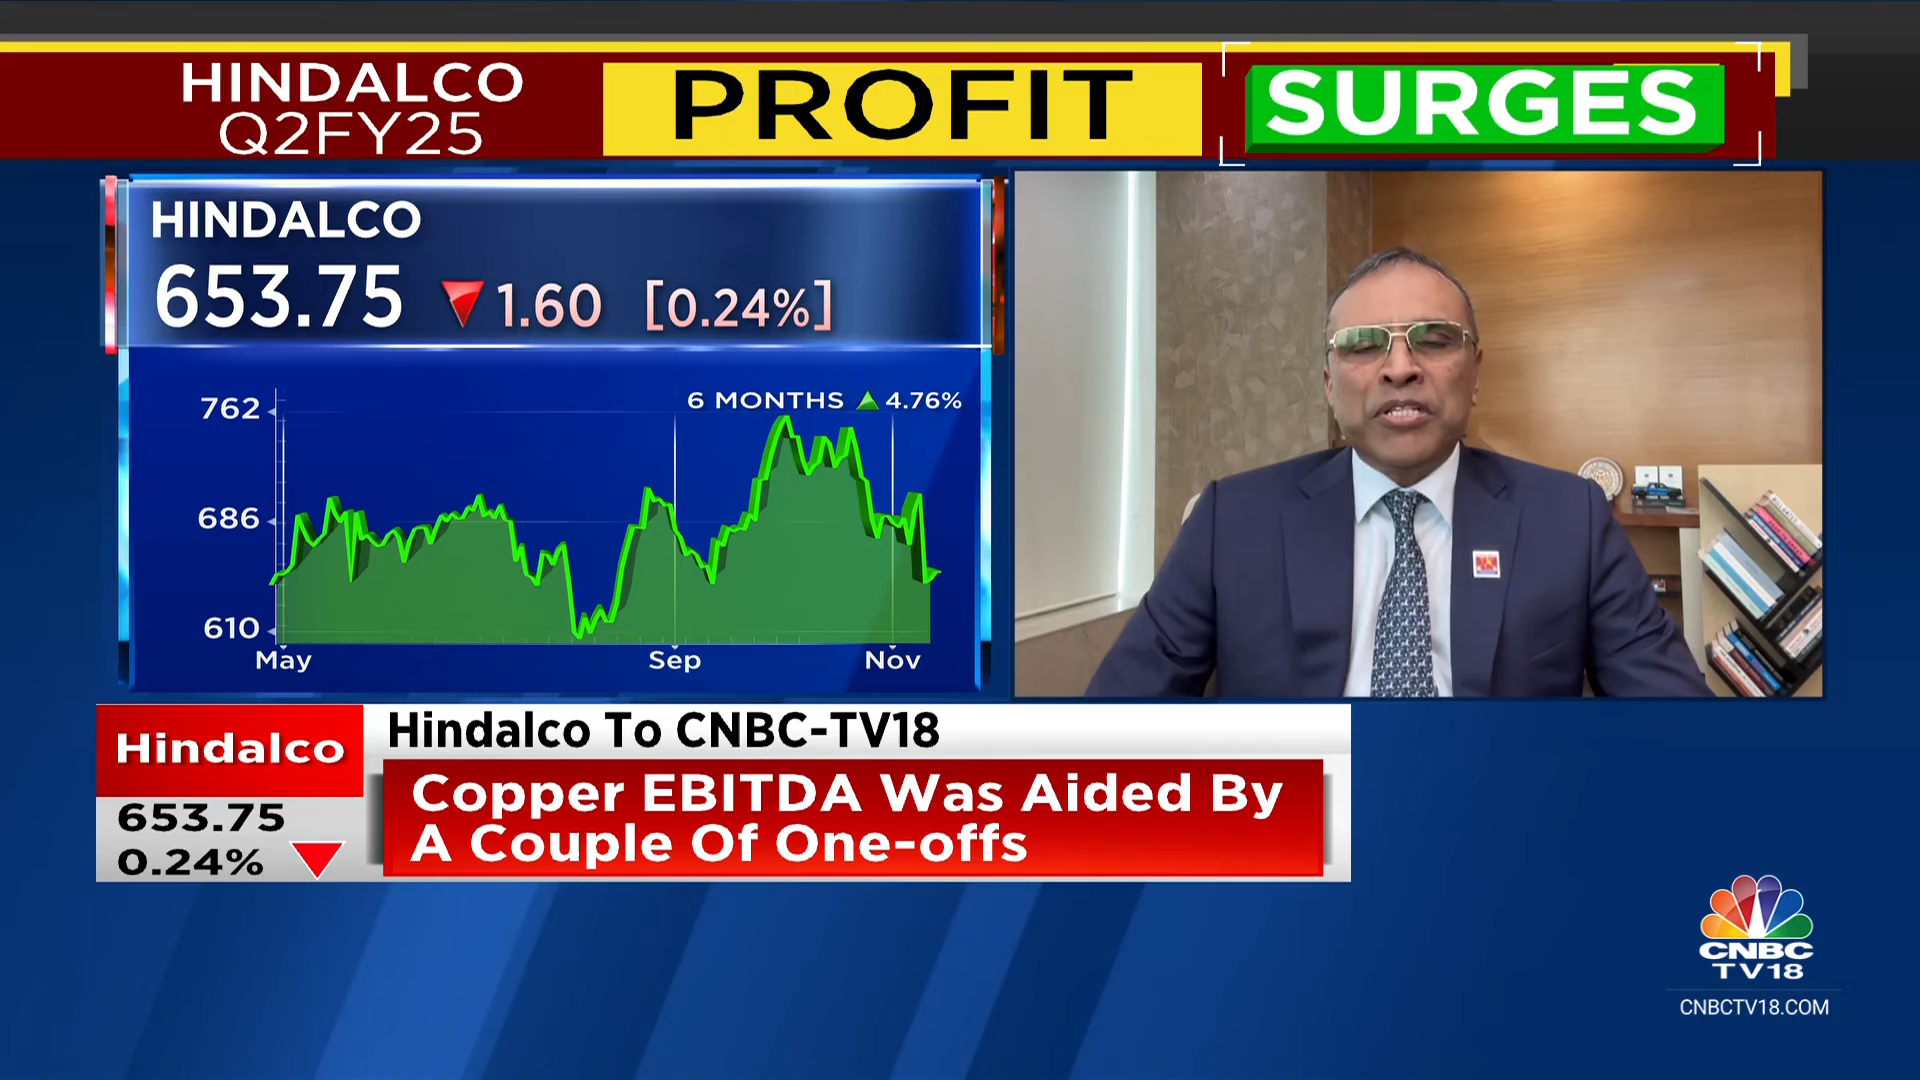 HINDALCO
Q2FY25
PROFIT
SURGES
HINDALCO
653.75 ▼1.60 [0.24%]
6 MONTHS ▲ 4.76%
762
686
610
May Sep Nov
Hindalco
653.75
0.24% ▼
Hindalco To CNBC-TV18
Copper EBITDA Was Aided By
A Couple Of One-offs
CNBC
TV18
CNBCTV18.COM